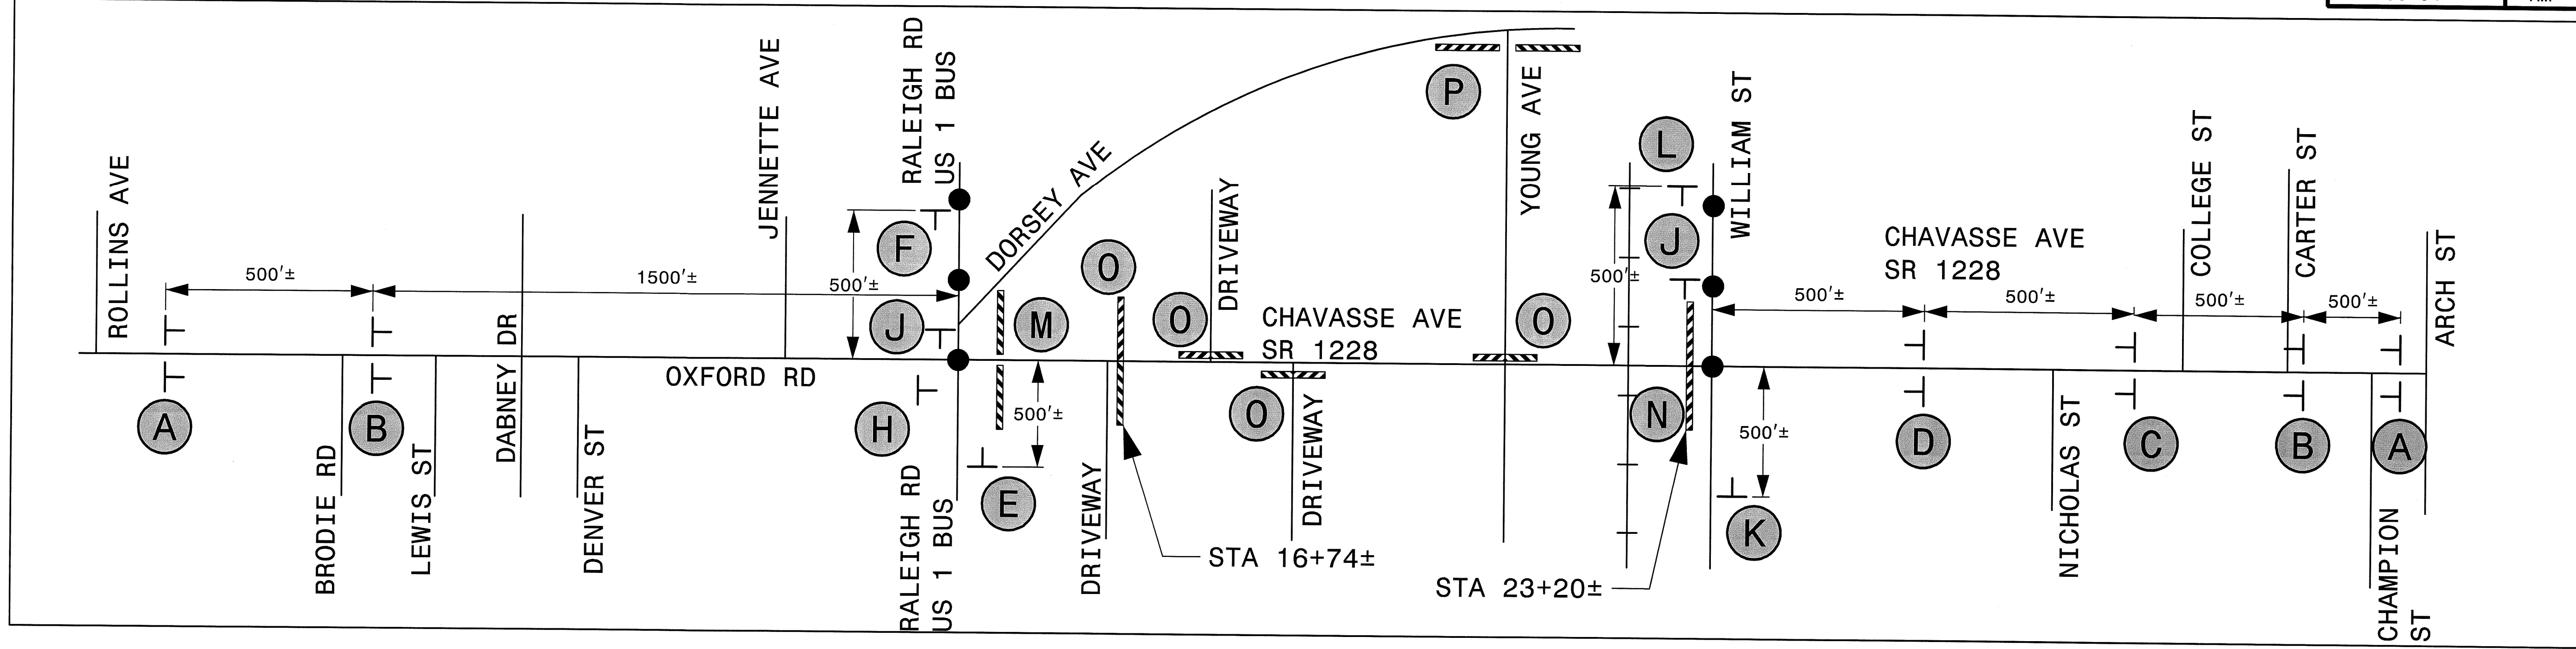 ROLLINS AVE
500'±
A
BRODIE RD
B
LEWIS ST
1500'±
DABNEY DR
DENVER ST
OXFORD RD
JENNETTE AVE
RALEIGH RD
US 1 BUS
500'±
F
J
H
RALEIGH RD
US 1 BUS
DORSEY AVE
M
500'±
E
O
DRIVEWAY
STA 16+74±
O
DRIVEWAY
CHAVASSE AVE
SR 1228
O
DRIVEWAY
P
YOUNG AVE
O
L
500'±
J
WILLIAM ST
N
STA 23+20±
500'±
K
CHAVASSE AVE
SR 1228
500'±
500'±
500'±
500'±
D
NICHOLAS ST
C
COLLEGE ST
CARTER ST
B
A
CHAMPION
ST
ARCH ST